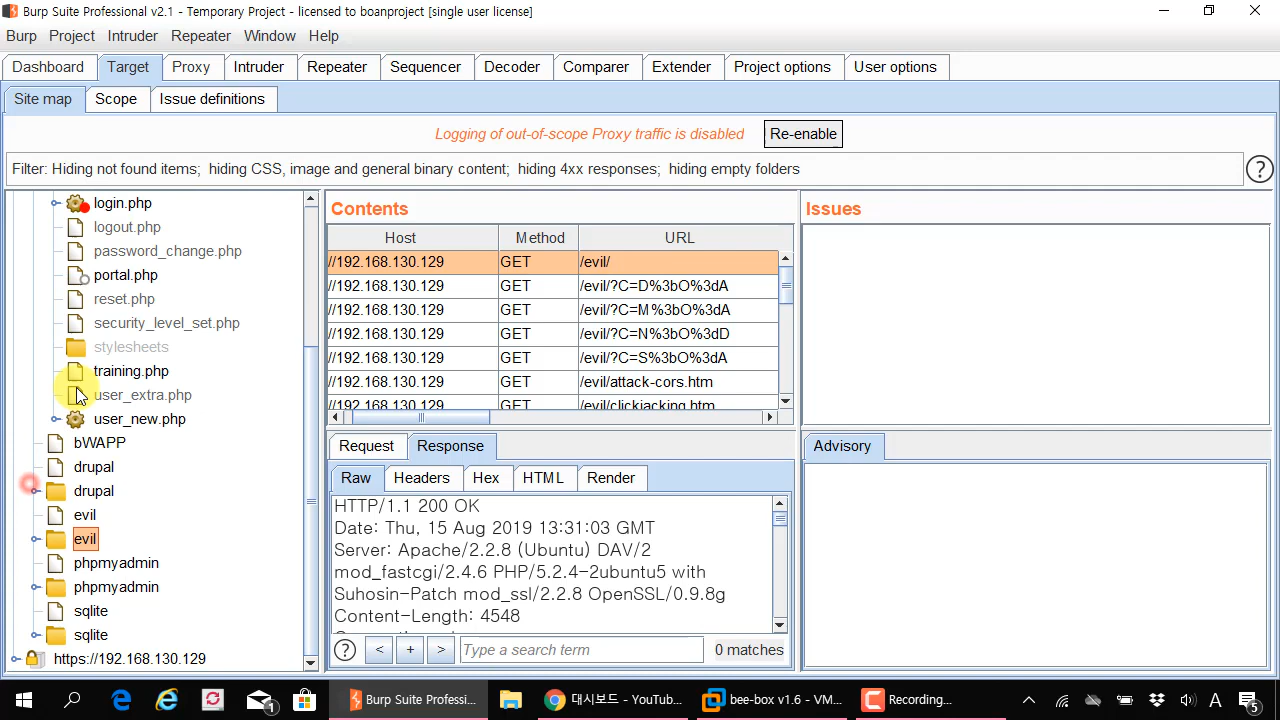 Burp Suite Professional v2.1 - Temporary Project - licensed to boanproject [single user license]
Burp Project Intruder Repeater Window Help
Dashboard Target Proxy Intruder Repeater Sequencer Decoder Comparer Extender Project options User options
Site map Scope Issue definitions
Logging of out-of-scope Proxy traffic is disabled Re-enable
Filter: Hiding not found items; hiding CSS, image and general binary content; hiding 4xx responses; hiding empty folders ?
login.php
logout.php
password_change.php
portal.php
reset.php
security_level_set.php
stylesheets
training.php
user_extra.php
user_new.php
bWAPP
drupal
drupal
evil
evil
phpmyadmin
phpmyadmin
sqlite
sqlite
https://192.168.130.129
Contents
Host Method URL
//192.168.130.129 GET /evil/
//192.168.130.129 GET /evil/?C=D%3bO%3dA
//192.168.130.129 GET /evil/?C=M%3bO%3dA
//192.168.130.129 GET /evil/?C=N%3bO%3dD
//192.168.130.129 GET /evil/?C=S%3bO%3dA
//192.168.130.129 GET /evil/attack-cors.htm
//192.168.130.129 GET /evil/clickjacking.htm
Request Response
Raw Headers Hex HTML Render
HTTP/1.1 200 OK
Date: Thu, 15 Aug 2019 13:31:03 GMT
Server: Apache/2.2.8 (Ubuntu) DAV/2
mod_fastcgi/2.4.6 PHP/5.2.4-2ubuntu5 with
Suhosin-Patch mod_ssl/2.2.8 OpenSSL/0.9.8g
Content-Length: 4548
? < + > Type a search term 0 matches
Issues
Advisory
1 Burp Suite Professi... 대시보드 - YouTub... bee-box v1.6 - VM... Recording... A 5